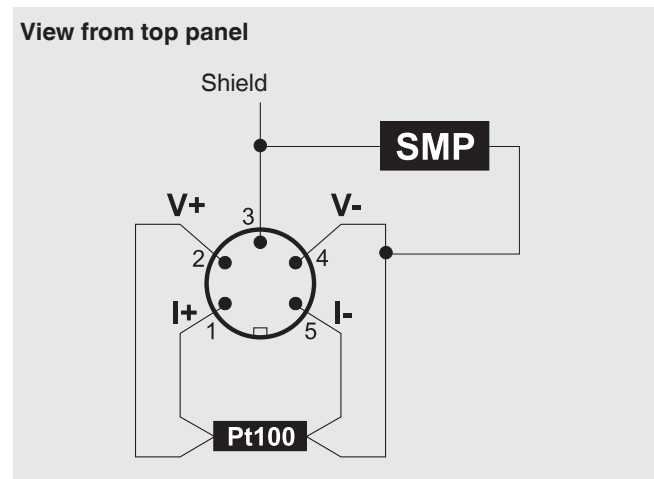 View from top panel
Shield
SMP
V+ 3 V-
2 4
I+ I-
1 5
Pt100